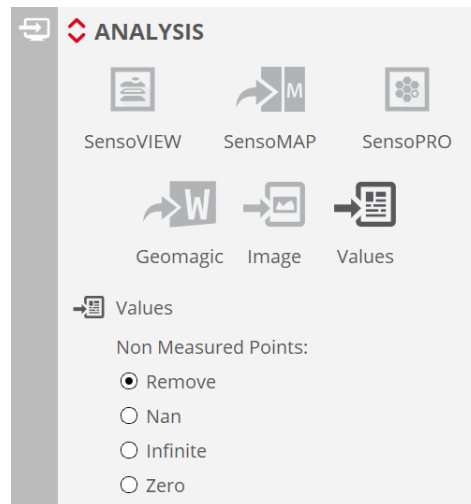 ANALYSIS
M
SensoVIEW SensoMAP SensoPRO
W
Geomagic Image Values
Values
Non Measured Points:
Remove
Nan
Infinite
Zero